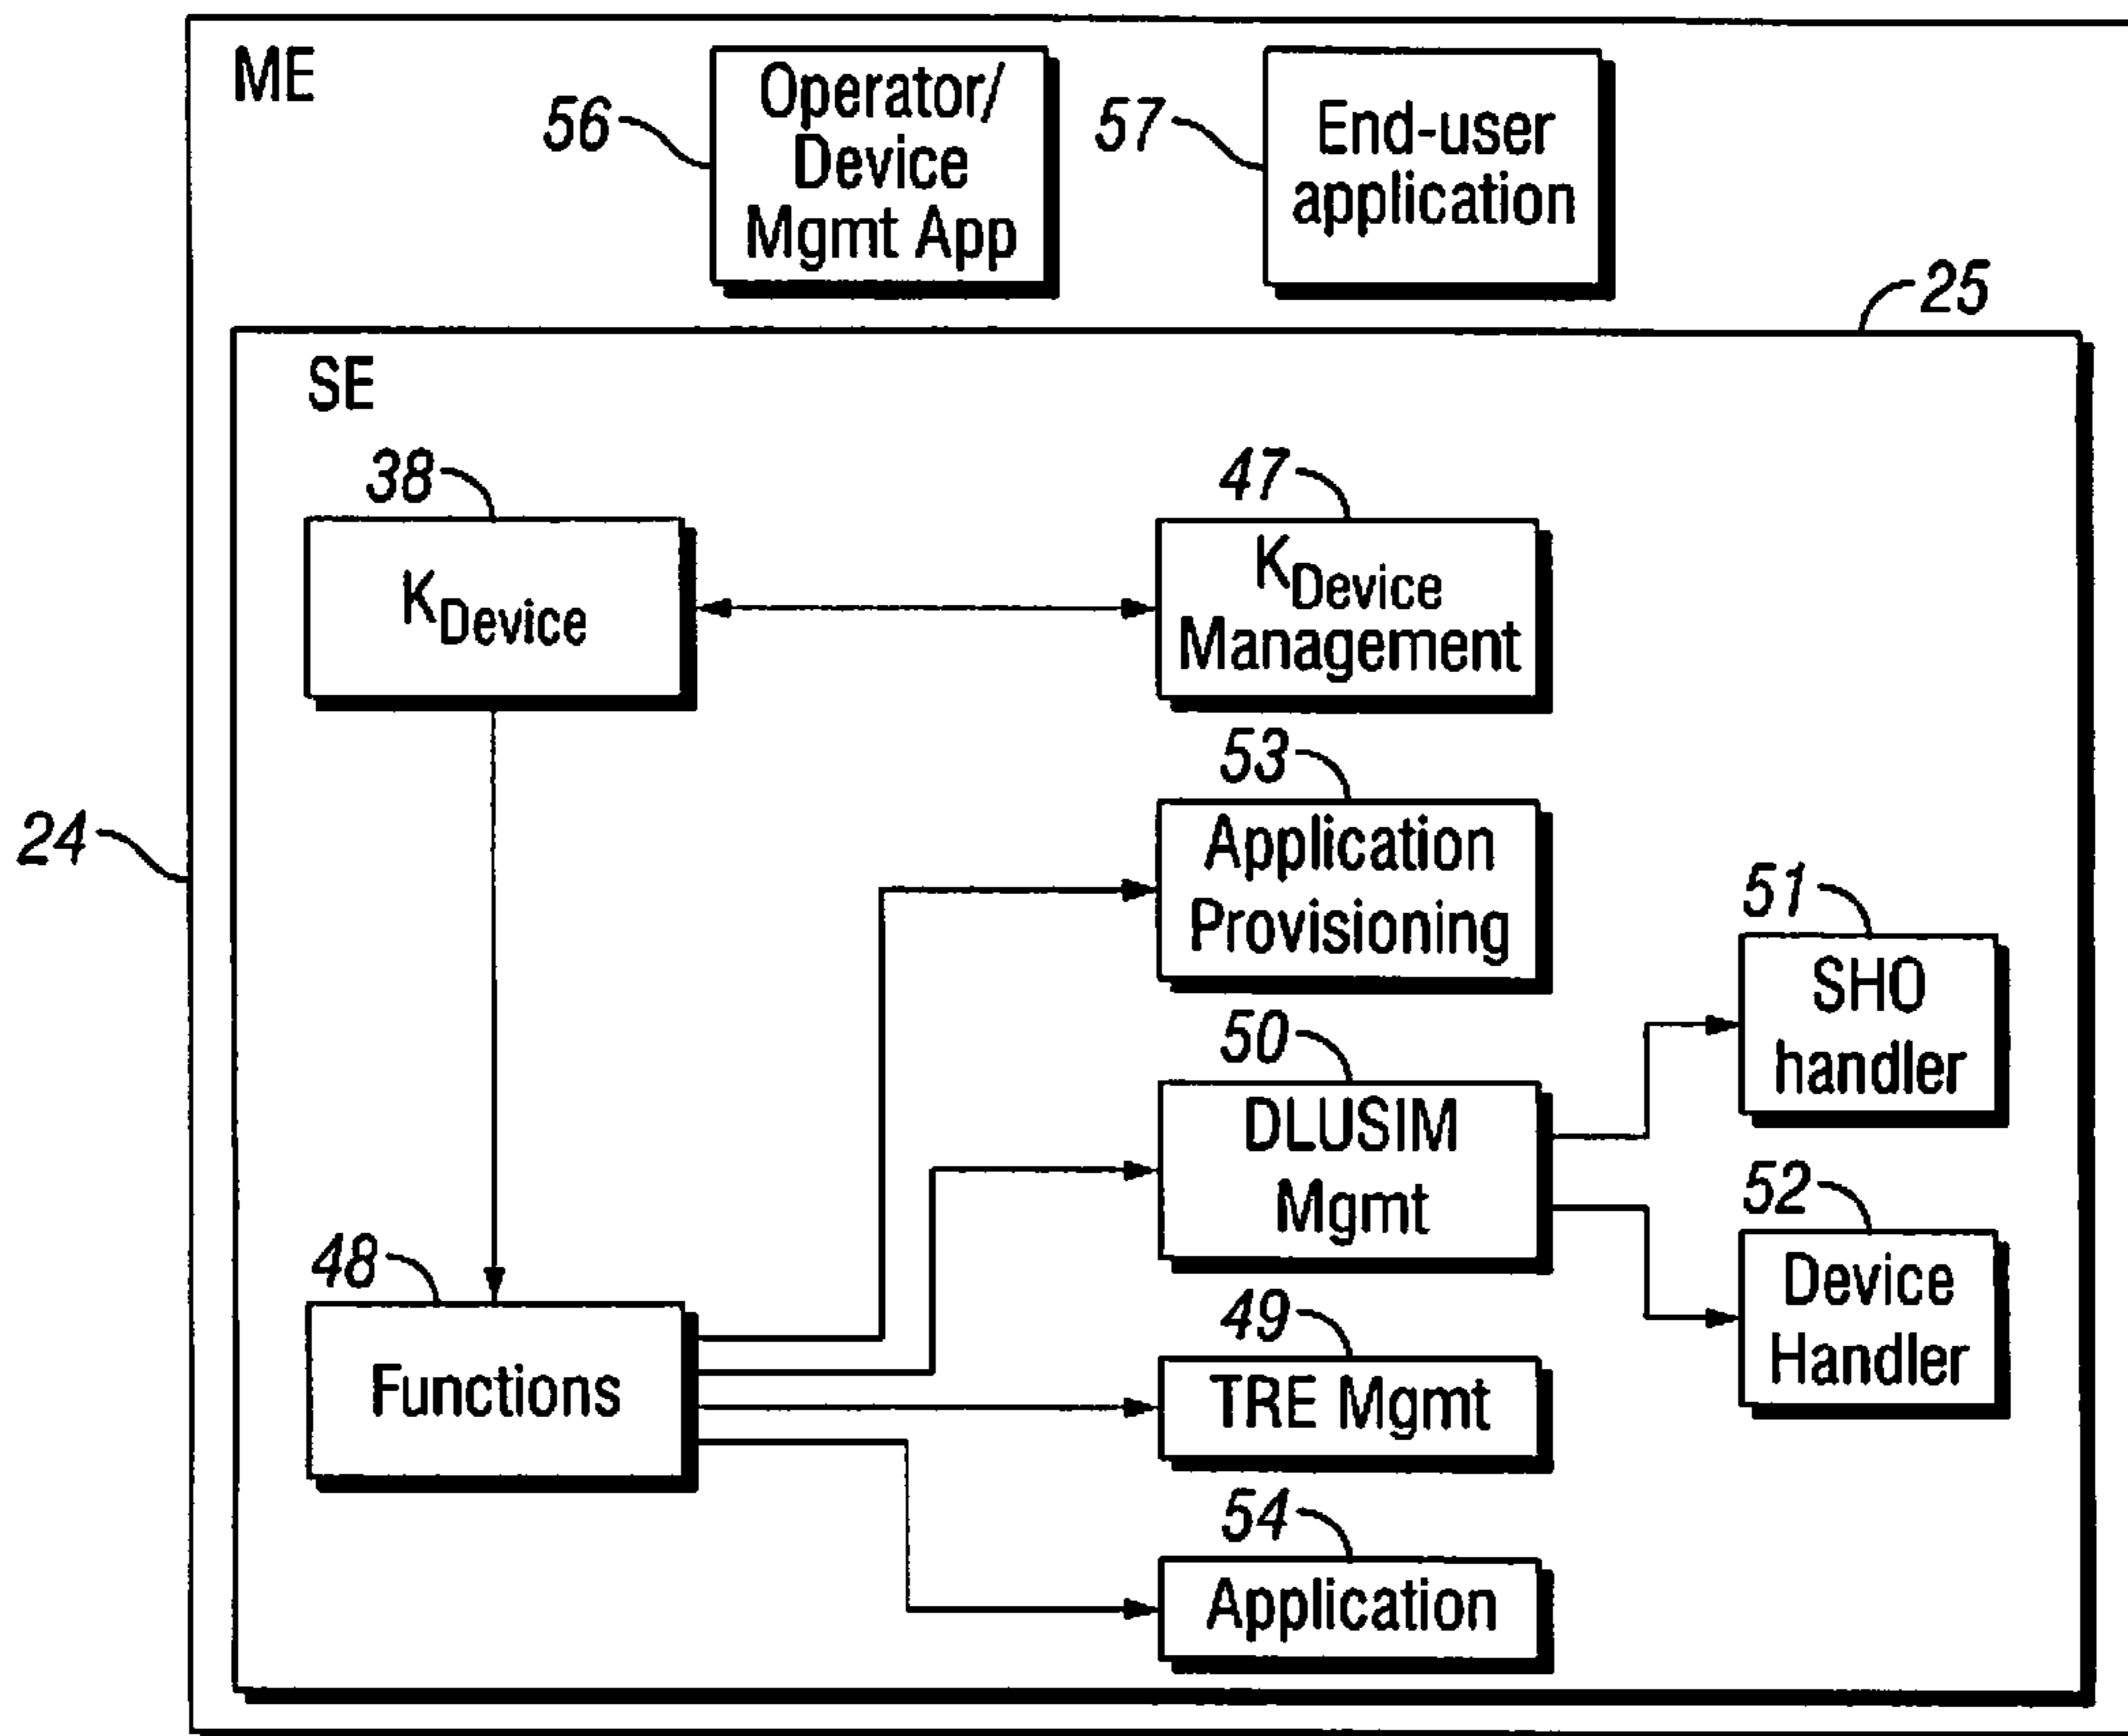 ME
56
Operator/
Device
Mgmt App
57
End-user
application
25
SE
38
KDevice
47
KDevice
Management
53
Application
Provisioning
24
51
SHO
handler
50
DLUSIM
Mgmt
52
Device
Handler
48
Functions
49
TRE Mgmt
54
Application